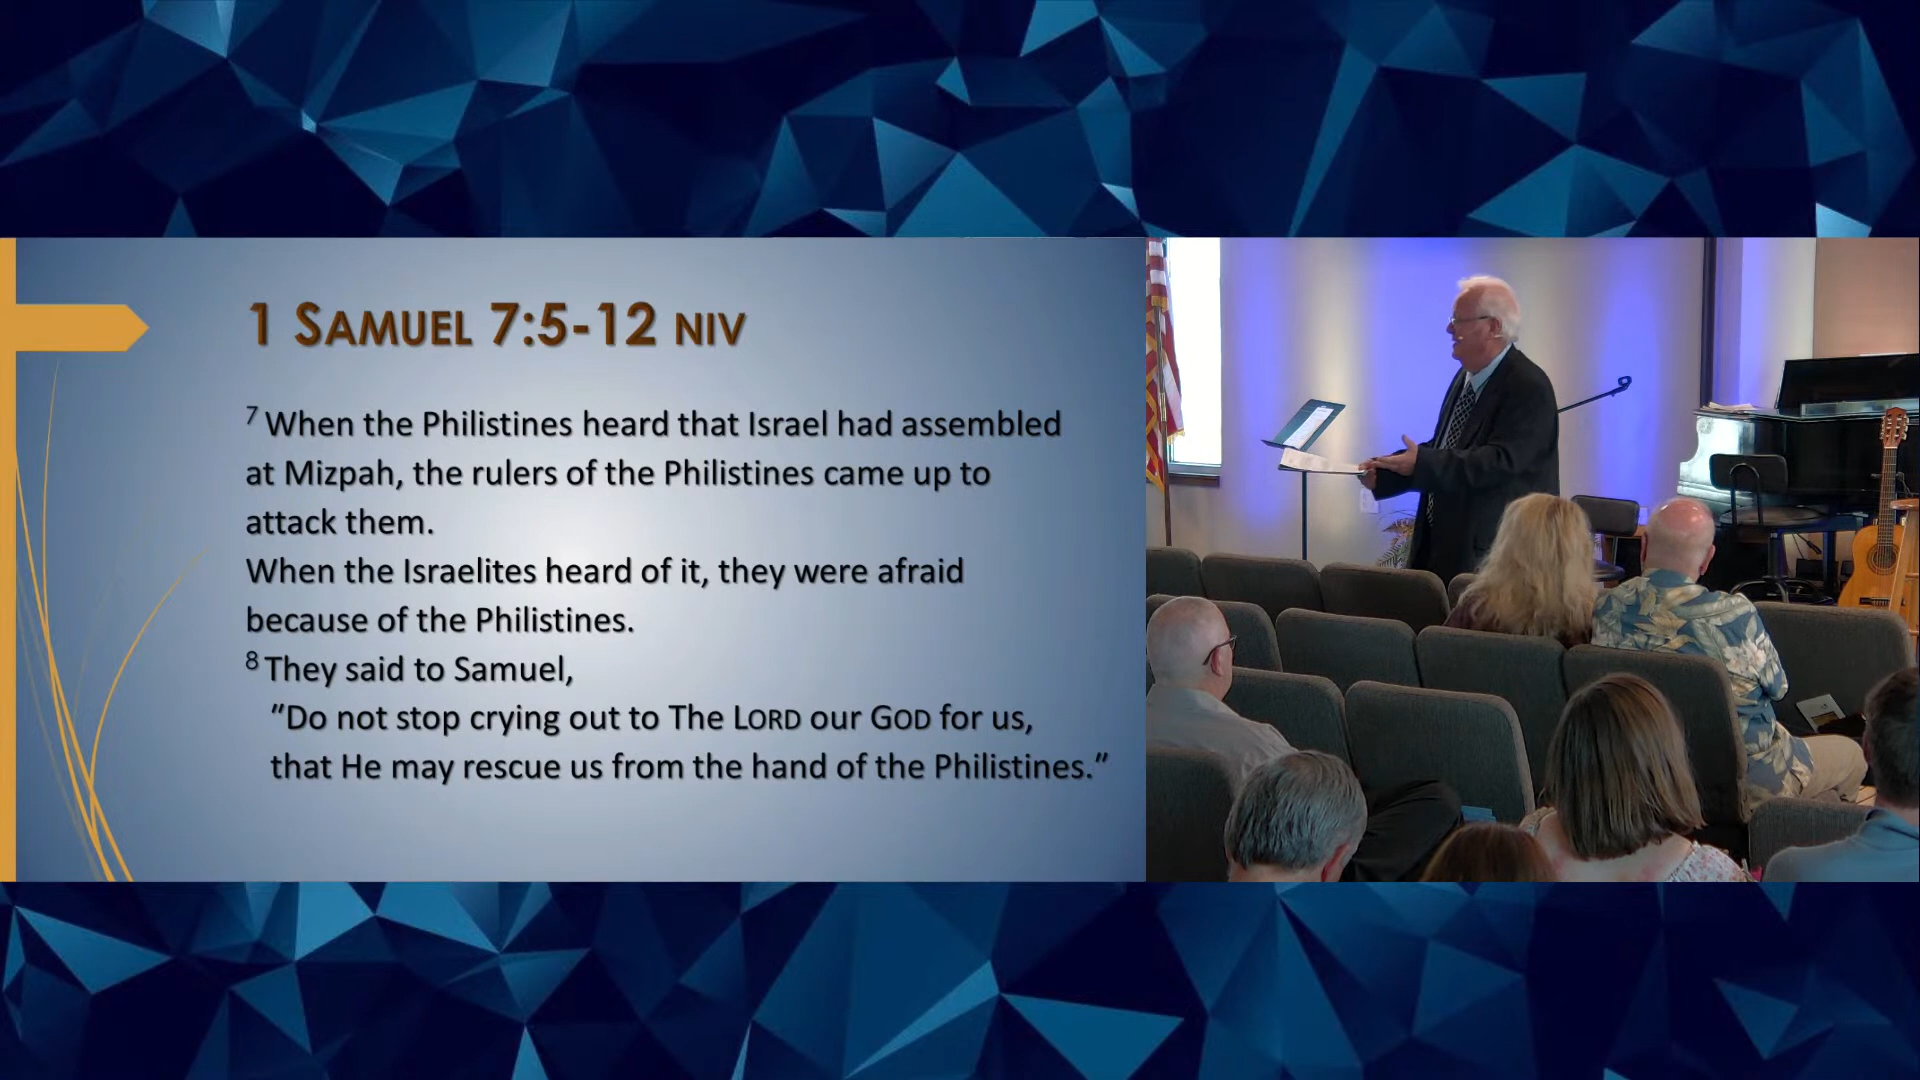 1 SAMUEL 7:5-12 NIV
7 When the Philistines heard that Israel had assembled
at Mizpah, the rulers of the Philistines came up to
attack them.
When the Israelites heard of it, they were afraid
because of the Philistines.
8 They said to Samuel,
"Do not stop crying out to The LORD our GOD for us,
that He may rescue us from the hand of the Philistines."